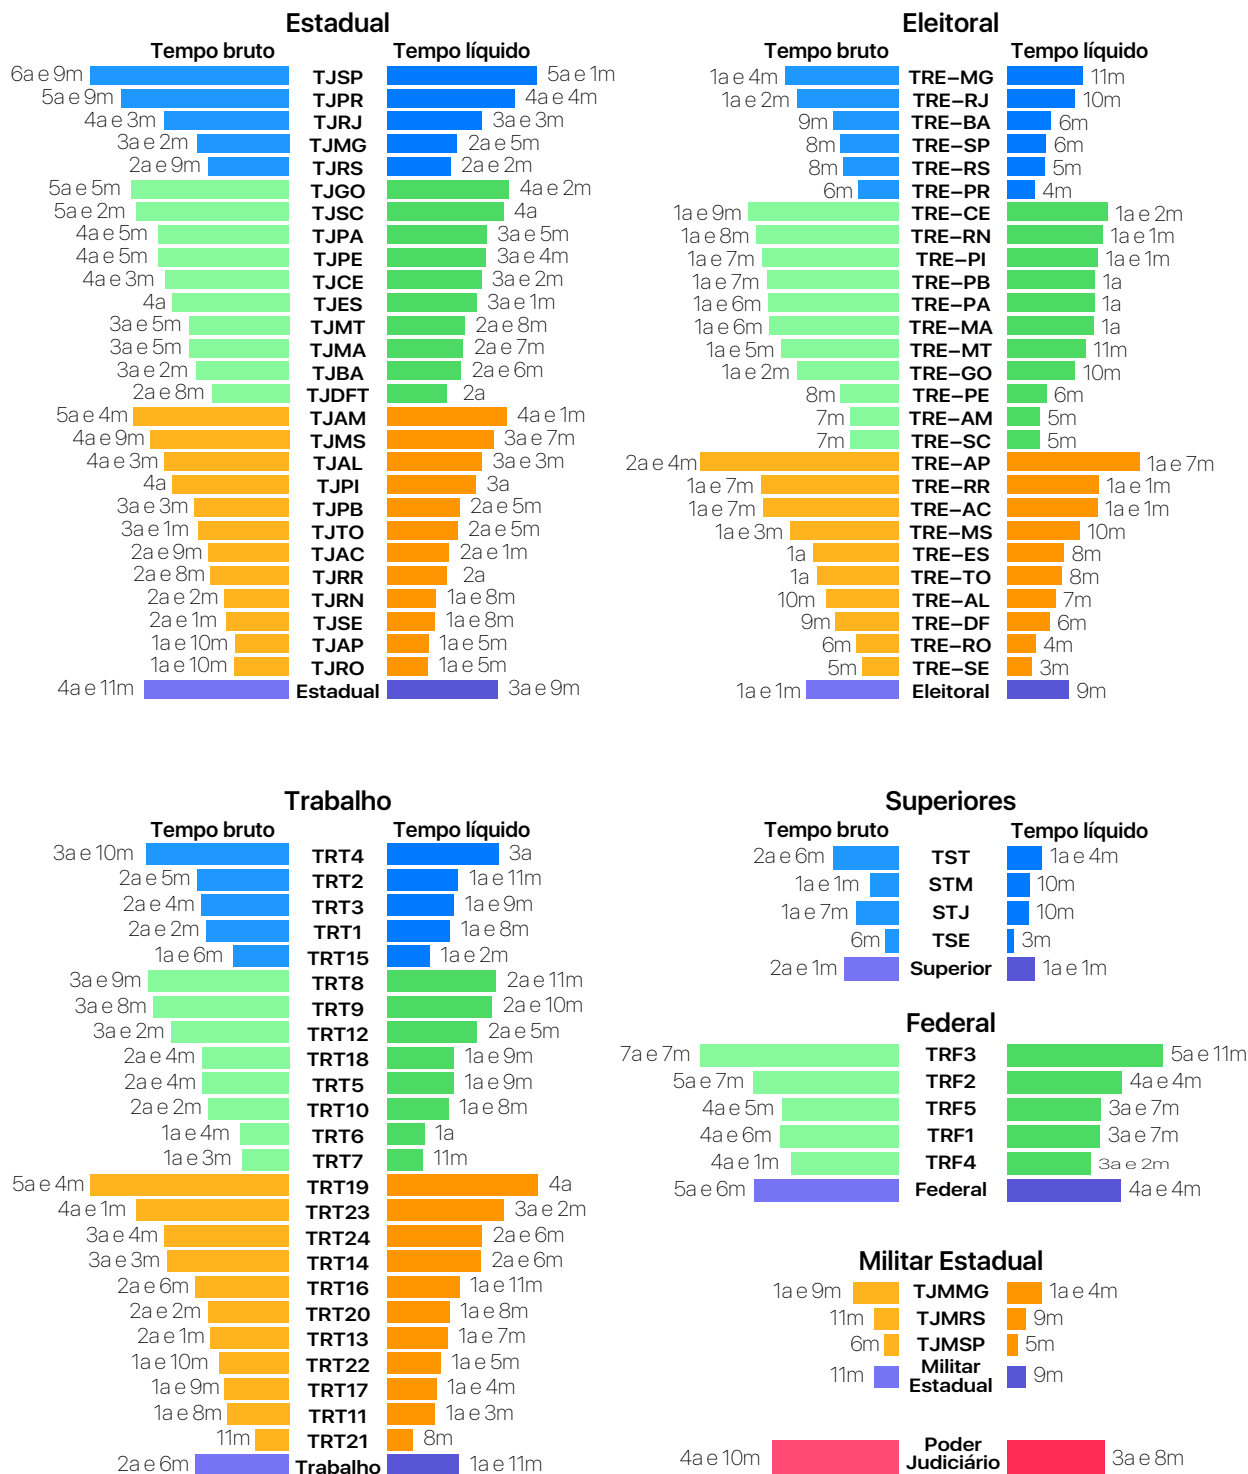 Estadual
Tempo bruto Tempo líquido
6a e 9m TJSP 5a e 1m
5a e 9m TJPR 4a e 4m
4a e 3m TJRJ 3a e 3m
3a e 2m TJMG 2a e 5m
2a e 9m TJRS 2a e 2m
5a e 5m TJGO 4a e 2m
5a e 2m TJSC 4a
4a e 5m TJPA 3a e 5m
4a e 5m TJPE 3a e 4m
4a e 3m TJCE 3a e 2m
4a TJES 3a e 1m
3a e 5m TJMT 2a e 8m
3a e 5m TJMA 2a e 7m
3a e 2m TJBA 2a e 6m
2a e 8m TJDFT 2a
5a e 4m TJAM 4a e 1m
4a e 9m TJMS 3a e 7m
4a e 3m TJAL 3a e 3m
4a TJPI 3a
3a e 3m TJPB 2a e 5m
3a e 1m TJTO 2a e 5m
2a e 9m TJAC 2a e 1m
2a e 8m TJRR 2a
2a e 2m TJRN 1a e 8m
2a e 1m TJSE 1a e 8m
1a e 10m TJAP 1a e 5m
1a e 10m TJRO 1a e 5m
4a e 11m Estadual 3a e 9m
Eleitoral
Tempo bruto Tempo líquido
1a e 4m TRE−MG 11m
1a e 2m TRE−RJ 10m
9m TRE−BA 6m
8m TRE−SP 6m
8m TRE−RS 5m
6m TRE−PR 4m
1a e 9m TRE−CE 1a e 2m
1a e 8m TRE−RN 1a e 1m
1a e 7m TRE−PI 1a e 1m
1a e 7m TRE−PB 1a
1a e 6m TRE−PA 1a
1a e 6m TRE−MA 1a
1a e 5m TRE−MT 11m
1a e 2m TRE−GO 10m
8m TRE−PE 6m
7m TRE−AM 5m
7m TRE−SC 5m
2a e 4m TRE−AP 1a e 7m
1a e 7m TRE−RR 1a e 1m
1a e 7m TRE−AC 1a e 1m
1a e 3m TRE−MS 10m
1a TRE−ES 8m
1a TRE−TO 8m
10m TRE−AL 7m
9m TRE−DF 6m
6m TRE−RO 4m
5m TRE−SE 3m
1a e 1m Eleitoral 9m
Trabalho
Tempo bruto Tempo líquido
3a e 10m TRT4 3a
2a e 5m TRT2 1a e 11m
2a e 4m TRT3 1a e 9m
2a e 2m TRT1 1a e 8m
1a e 6m TRT15 1a e 2m
3a e 9m TRT8 2a e 11m
3a e 8m TRT9 2a e 10m
3a e 2m TRT12 2a e 5m
2a e 4m TRT18 1a e 9m
2a e 4m TRT5 1a e 9m
2a e 2m TRT10 1a e 8m
1a e 4m TRT6 1a
1a e 3m TRT7 11m
5a e 4m TRT19 4a
4a e 1m TRT23 3a e 2m
3a e 4m TRT24 2a e 6m
3a e 3m TRT14 2a e 6m
2a e 6m TRT16 1a e 11m
2a e 2m TRT20 1a e 8m
2a e 1m TRT13 1a e 7m
1a e 10m TRT22 1a e 5m
1a e 9m TRT17 1a e 4m
1a e 8m TRT11 1a e 3m
11m TRT21 8m
2a e 6m Trabalho 1a e 11m
Superiores
Tempo bruto Tempo líquido
2a e 6m TST 1a e 4m
1a e 1m STM 10m
1a e 7m STJ 10m
6m TSE 3m
2a e 1m Superior 1a e 1m
Federal
7a e 7m TRF3 5a e 11m
5a e 7m TRF2 4a e 4m
4a e 5m TRF5 3a e 7m
4a e 6m TRF1 3a e 7m
4a e 1m TRF4 3a e 2m
5a e 6m Federal 4a e 4m
Militar Estadual
1a e 9m TJMMG 1a e 4m
11m TJMRS 9m
6m TJMSP 5m
Militar
11m Estadual 9m
Poder
4a e 10m Judiciário 3a e 8m